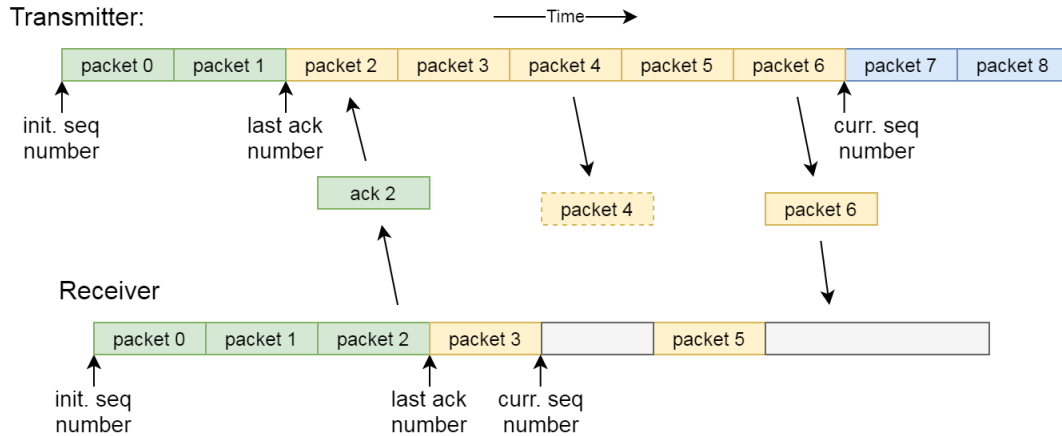 Transmitter:
Time
packet 0 packet 1 packet 2 packet 3 packet 4 packet 5 packet 6 packet 7 packet 8
init. seq
number
last ack
number
curr. seq
number
ack 2
packet 4
packet 6
Receiver
packet 0 packet 1 packet 2 packet 3 packet 5
init. seq
number
last ack
number
curr. seq
number